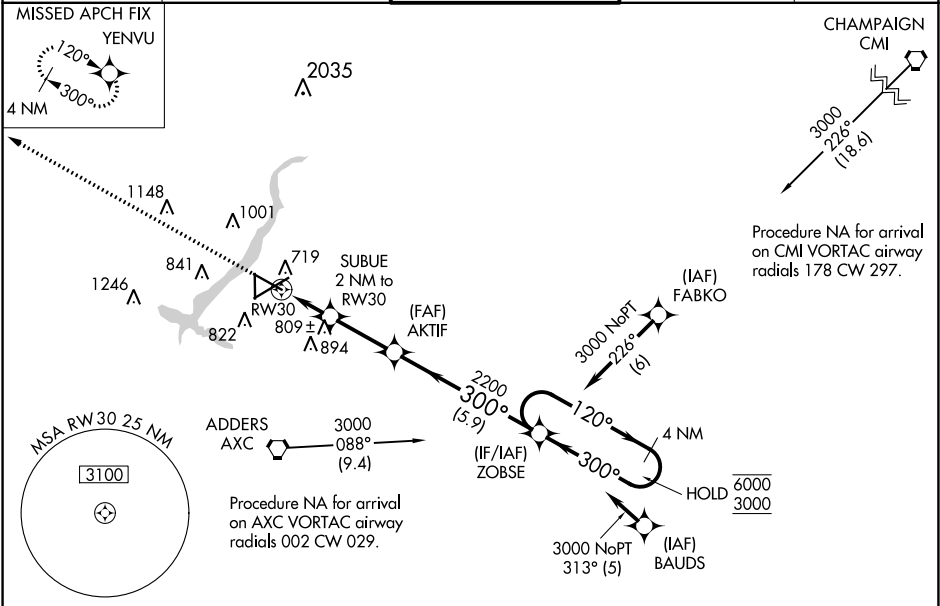 MISSED APCH FIX
YENVU
120°
300°
4 NM
2035
CHAMPAIGN
CMI
3000
226°
(18.6)
Procedure NA for arrival
on CMI VORTAC airway
radials 178 CW 297.
1148
1001
841
719
1246
RW30
822
809±
894
SUBUE
2 NM to
RW30
(FAF)
AKTIF
(IAF)
FABKO
3000 NoPT
226°
(6)
2200
300°
(5.9)
120°
4 NM
300°
(IF/IAF)
ZOBSE
HOLD
6000
3000
3000 NoPT
313° (5)
(IAF)
BAUDS
MSA RW30 25 NM
3100
ADDERS
AXC
3000
088°
(9.4)
Procedure NA for arrival
on AXC VORTAC airway
radials 002 CW 029.